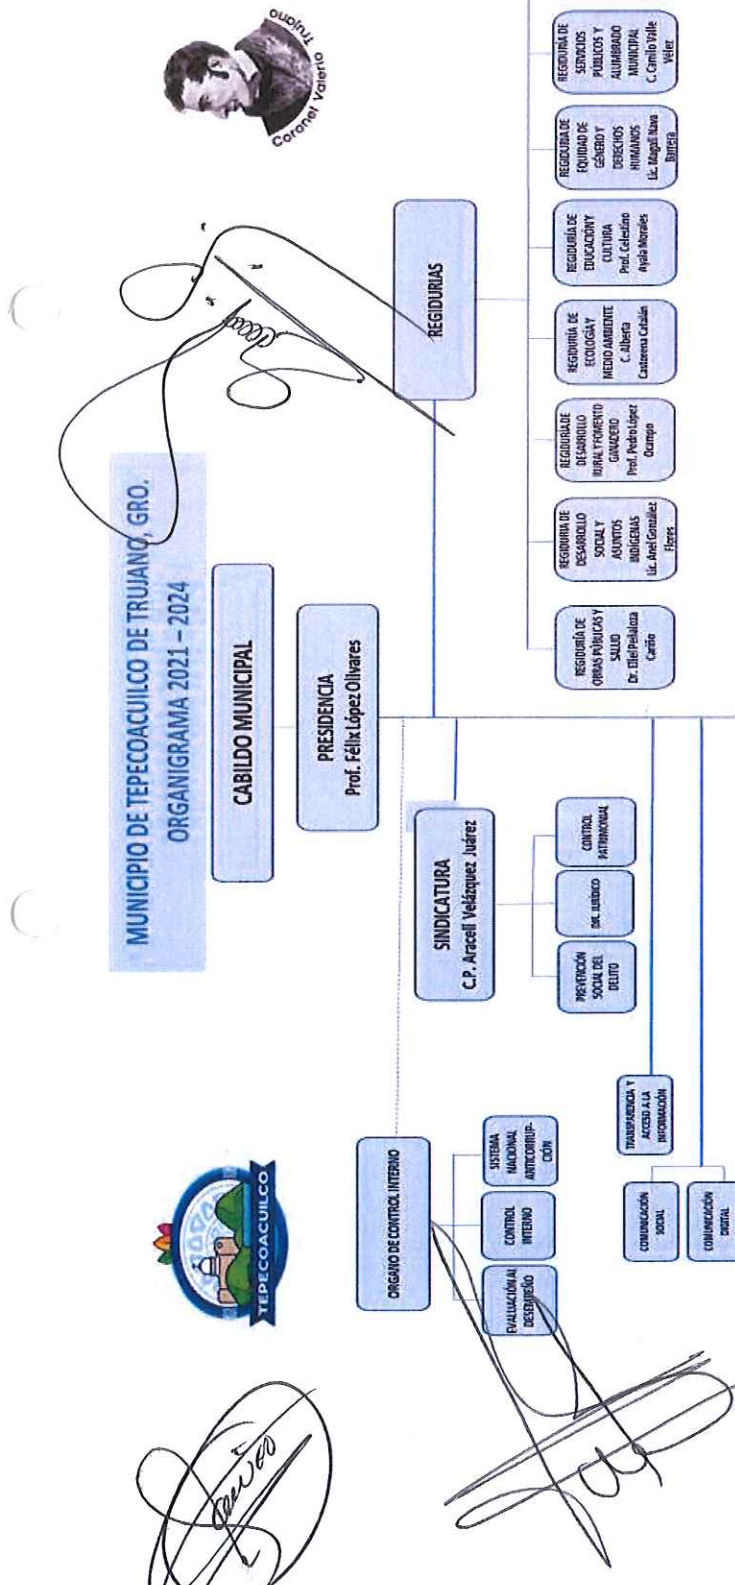 TEPECOACUILCO
MUNICIPIO DE TEPECOACUILCO DE TRUJANO, GRO.
ORGANIGRAMA 2021 – 2024
Coronel Valerio Trujano
CABILDO MUNICIPAL
PRESIDENCIA
Prof. Félix López Olivares
ORGANO DE CONTROL INTERNO
SINDICATURA
C.P. Araceli Velázquez Juárez
REGIDURIAS
EVALUACIÓN AL
DESEMPEÑO
CONTROL
INTERNO
SISTEMA
NACIONAL
ANTICORRUP-
CIÓN
PREVENCIÓN
SOCIAL DEL
DELITO
DIR. JURÍDICO
CONTROL
PATRIMONIAL
REGIDURÍA DE
OBRAS PÚBLICAS Y
SALUD
Dr. Eliel Peñaloza
Cariño
REGIDURIA DE
DESARROLLO
SOCIAL Y
ASUNTOS
INDÍGENAS
Lic. Anel González
Flores
REGIDURIA DE
DESARROLLO
RURAL Y FOMENTO
GANADERO
Prof. Pedro López
Ocampo
REGIDURÍA DE
ECOLOGÍA Y
MEDIO AMBIENTE
C. Alberta
Castorena Catalán
REGIDURÍA DE
EDUCACIÓN Y
CULTURA
Prof. Celestino
Ayala Morales
REGIDURIA DE
EQUIDAD DE
GÉNERO Y
DERECHOS
HUMANOS
Lic. Magali Nava
Barrera
REGIDURÍA DE
SERVICIOS
PÚBLICOS Y
ALUMBRADO
MUNICIPAL
C. Camilo Valle
Vélez
TRANSPARENCIA Y
ACCESO A LA
INFORMACIÓN
COMUNICACIÓN
SOCIAL
COMUNICACIÓN
DIGITAL